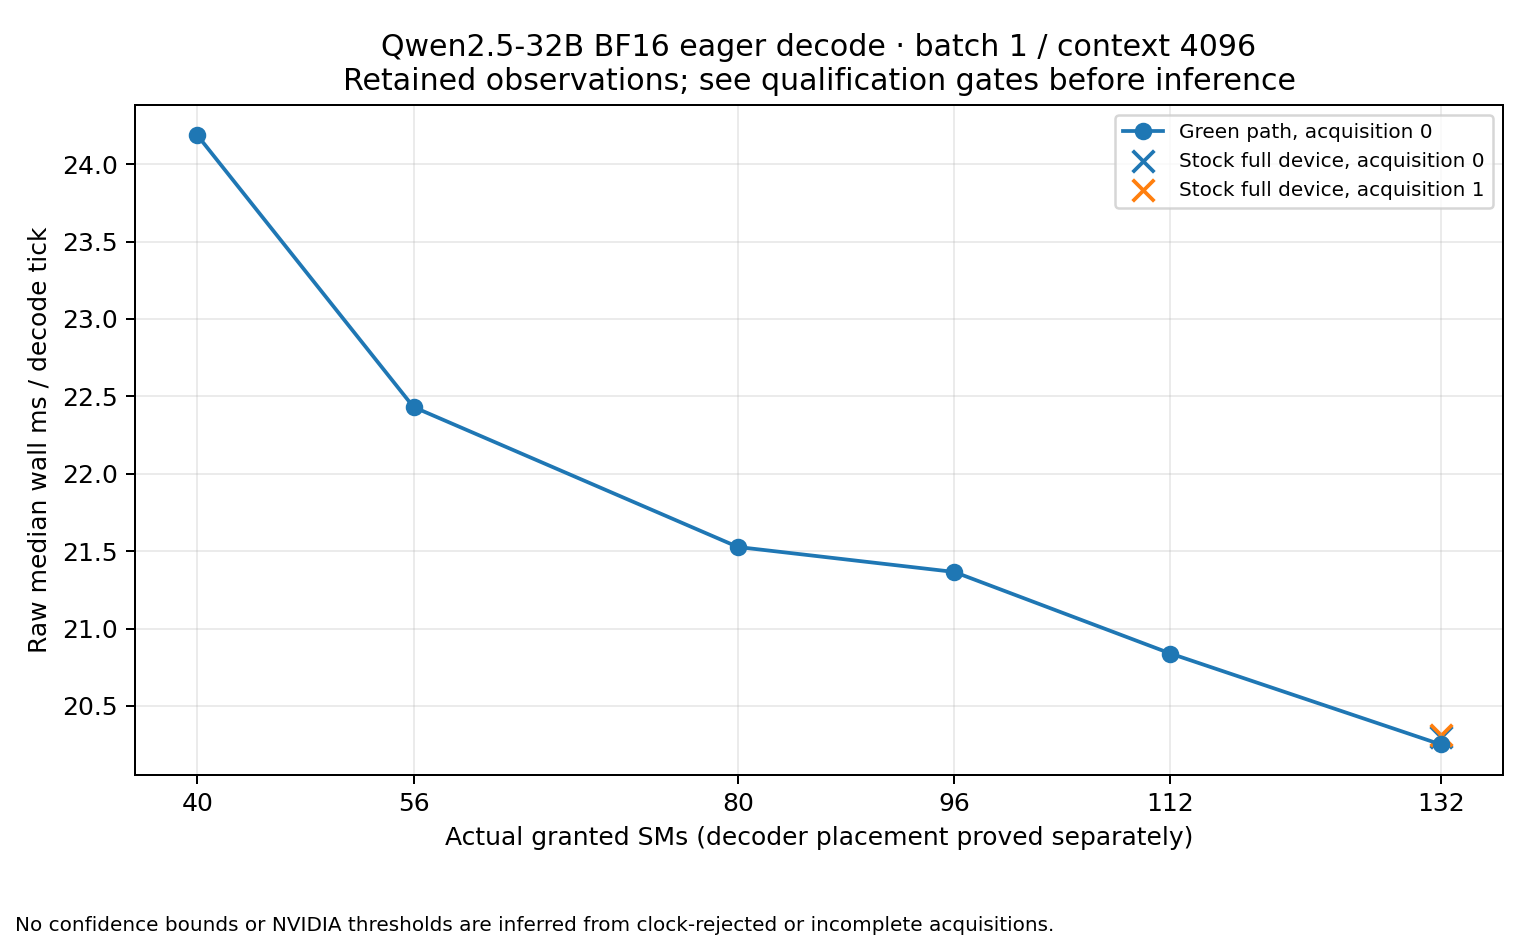 Qwen2.5-32B BF16 eager decode · batch 1 / context 4096
Retained observations; see qualification gates before inference
Green path, acquisition 0
Stock full device, acquisition 0
Stock full device, acquisition 1
Raw median wall ms / decode tick
24.0
23.5
23.0
22.5
22.0
21.5
21.0
20.5
40 56 80 96 112 132
Actual granted SMs (decoder placement proved separately)
No confidence bounds or NVIDIA thresholds are inferred from clock-rejected or incomplete acquisitions.